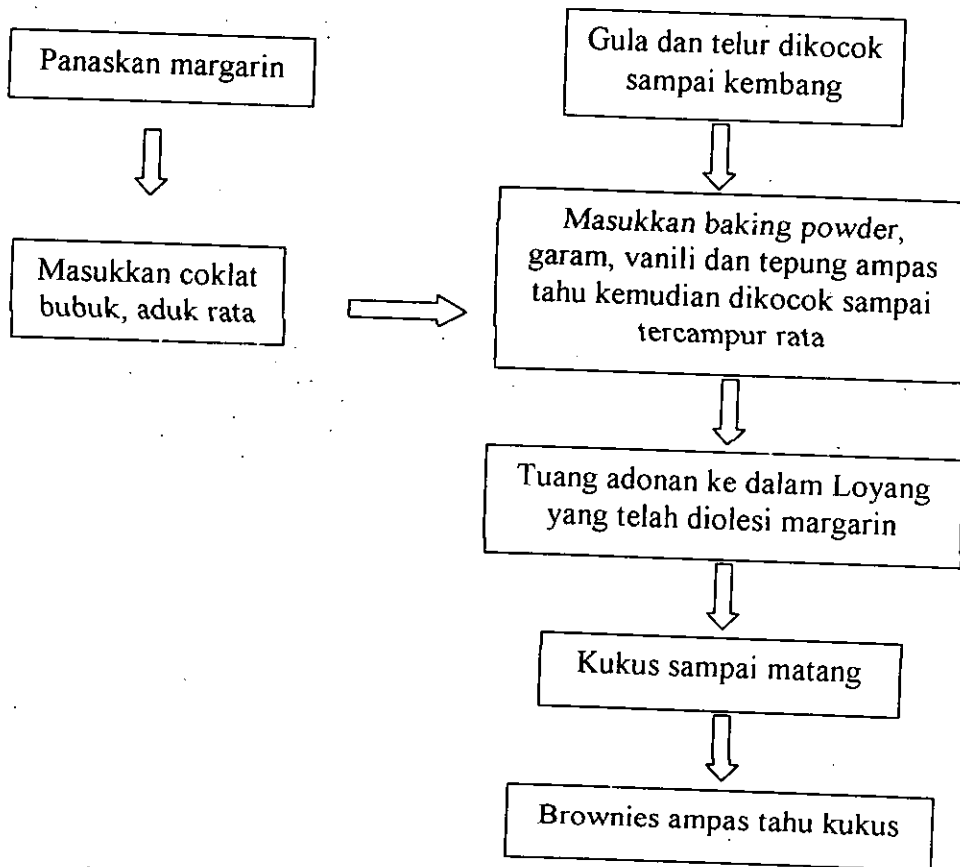 Panaskan margarin
Masukkan coklat
bubuk, aduk rata
Gula dan telur dikocok
sampai kembang
Masukkan baking powder,
garam, vanili dan tepung ampas
tahu kemudian dikocok sampai
tercampur rata
Tuang adonan ke dalam Loyang
yang telah diolesi margarin
Kukus sampai matang
Brownies ampas tahu kukus